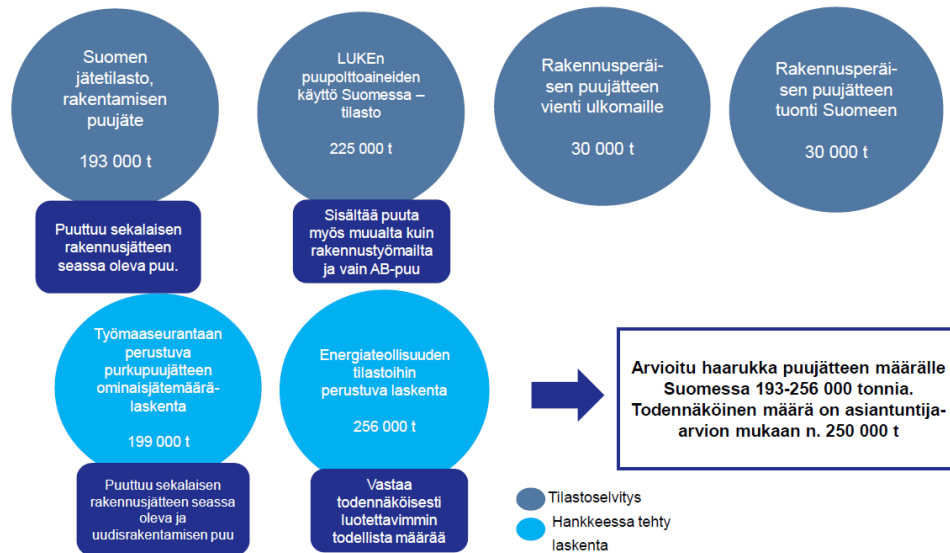 Suomen
jätetilasto,
rakentamisen
puujäte
193 000 t
Puuttuu sekalaisen
rakennusjätteen
seassa oleva puu.
LUKEn
puupolttoaineiden
käyttö Suomessa –
tilasto
225 000 t
Sisältää puuta
myös muualta kuin
rakennustyömailta
ja vain AB-puu
Rakennusperäi-
sen puujätteen
vienti ulkomaille
30 000 t
Rakennusperäi-
sen puujätteen
tuonti Suomeen
30 000 t
Työmaaseurantaan
perustuva
purkupuujätteen
ominaisjätemäärä-
laskenta
199 000 t
Puuttuu sekalaisen
rakennusjätteen seassa
oleva ja
uudisrakentamisen puu
Energiateollisuuden
tilastoihin
perustuva laskenta
256 000 t
Vastaa
todennäköisesti
luotettavimmin
todellista määrää
Arvioitu haarukka puujätteen määrälle
Suomessa 193-256 000 tonnia.
Todennäköinen määrä on asiantuntija-
arvion mukaan n. 250 000 t
Tilastoselvitys
Hankkeessa tehty
laskenta